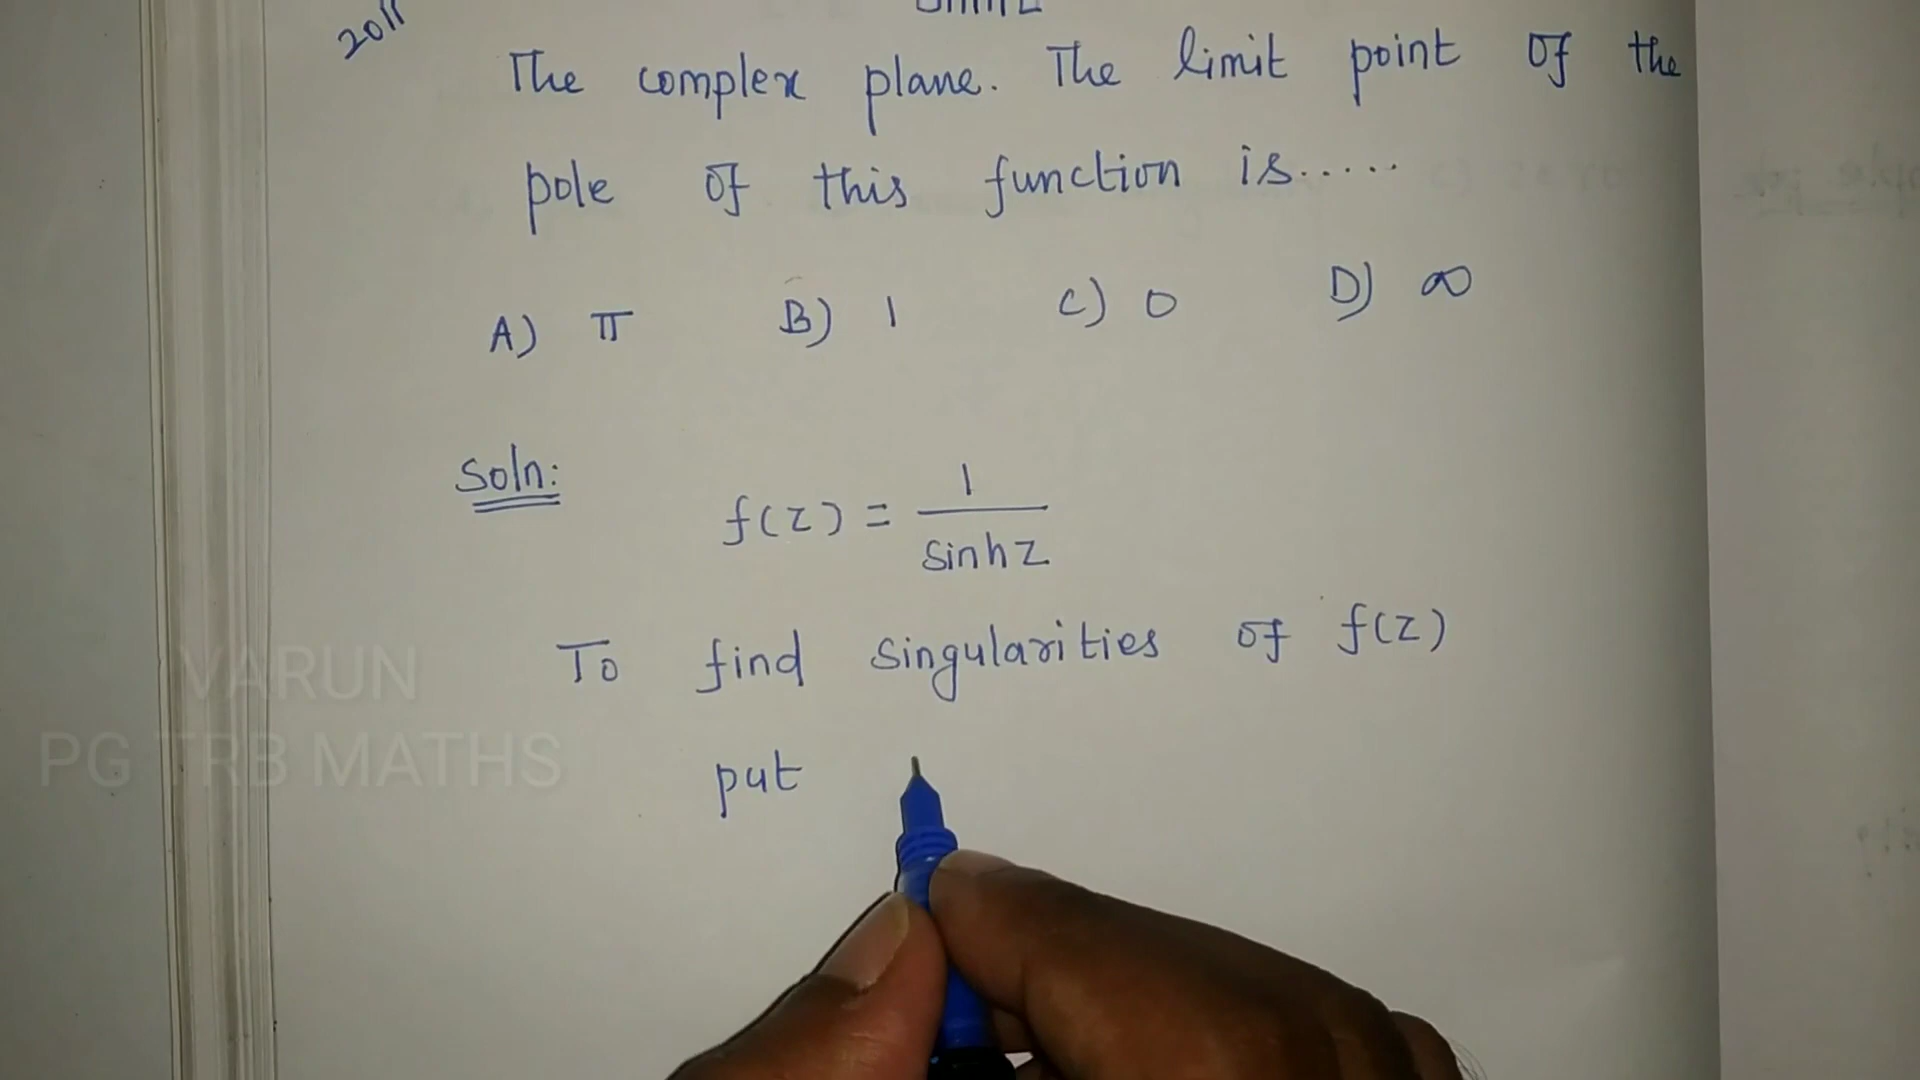 2011
The complex plane. The limit point of the
pole of this function is.....
A) π B) 1 C) 0 D) ∞
Soln:
f(z) = 1
sinhz
To find singularities of f(z)
put
VARUN
PG TRB MATHS